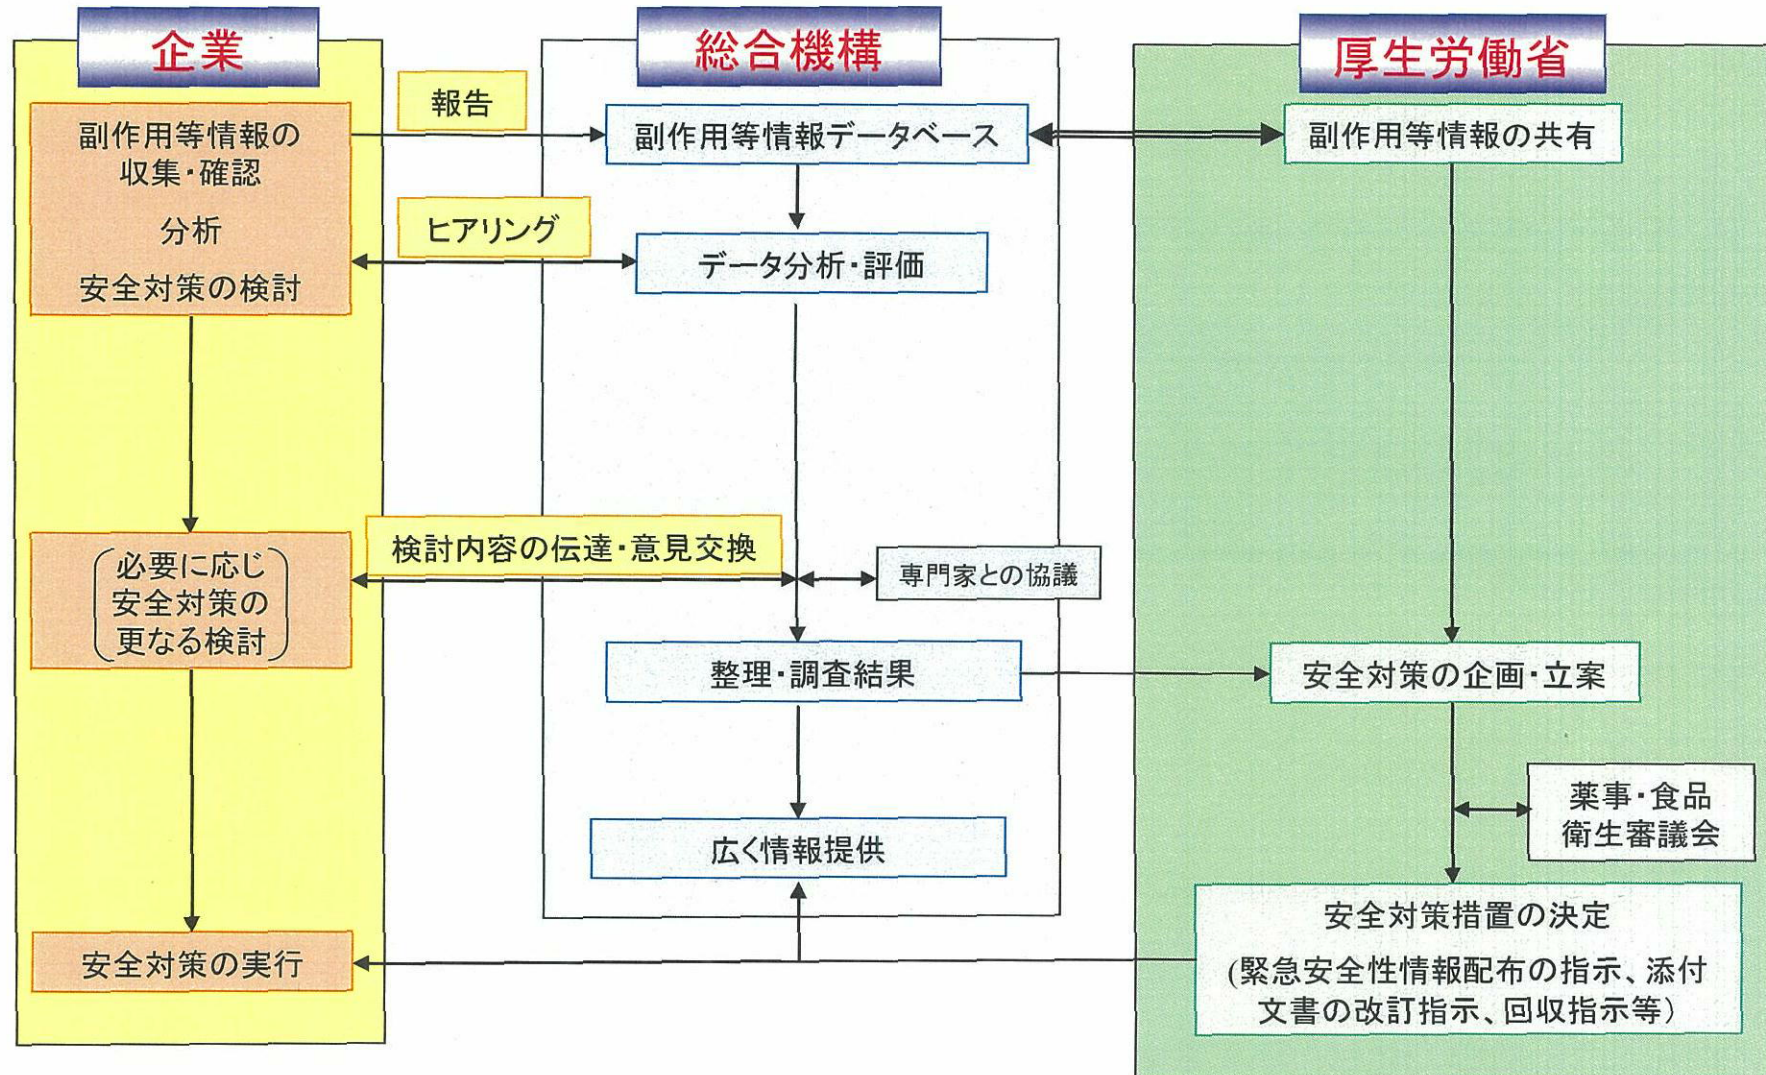 企業
総合機構
厚生労働省
報告
副作用等情報の
収集・確認
分析
安全対策の検討
副作用等情報データベース
副作用等情報の共有
ヒアリング
データ分析・評価
検討内容の伝達・意見交換
必要に応じ
安全対策の
更なる検討
専門家との協議
整理・調査結果
安全対策の企画・立案
薬事・食品
衛生審議会
広く情報提供
安全対策の実行
安全対策措置の決定
(緊急安全性情報配布の指示、添付
文書の改訂指示、回収指示等)